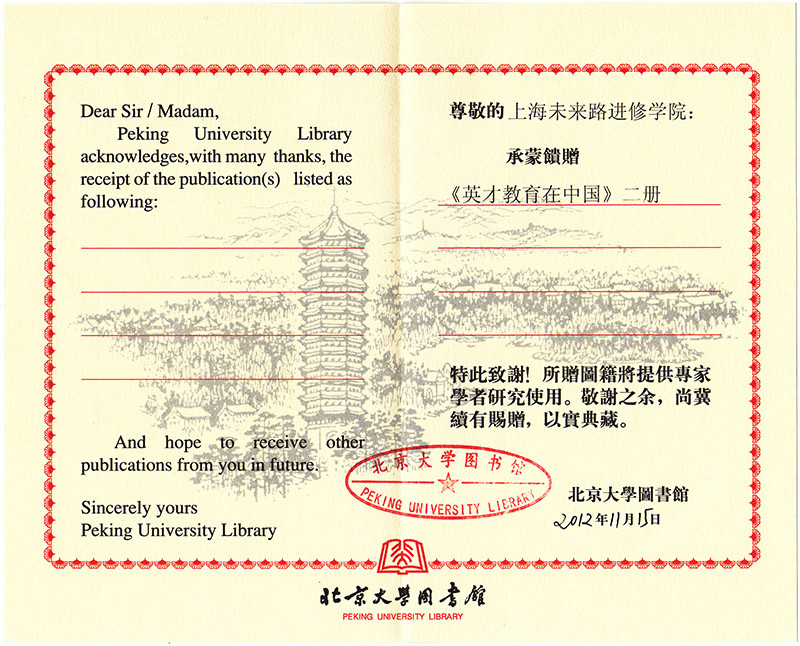 Dear Sir / Madam,
Peking University Library
acknowledges,with many thanks, the
receipt of the publication(s) listed as
following:
And hope to receive other
publications from you in future.
Sincerely yours
Peking University Library
尊敬的上海未来路进修学院：
承蒙饋贈
《英才教育在中国》二册
特此致謝！所贈圖籍將提供專家
學者研究使用。敬謝之余，尚冀
續有賜贈，以實典藏。
北京大學圖書館
2012年11月15日
北京大学图书馆
PEKING UNIVERSITY LIBRARY
北京大學圖書館
PEKING UNIVERSITY LIBRARY